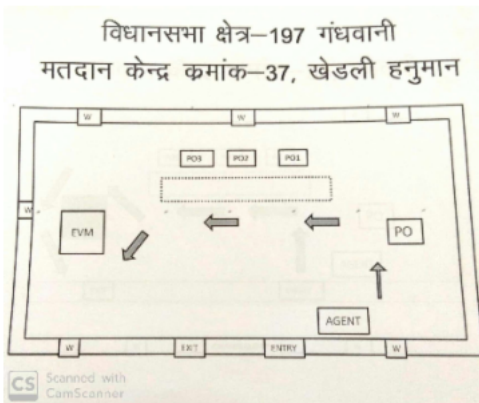 विधानसभा क्षेत्र–197 गंधवानी
मतदान केन्द्र कमांक–37, खेडली हनुमान
W W W
PO3 PO2 PO1
W
EVM PO
AGENT
W EXIT ENTRY W
CS Scanned with
CamScanner